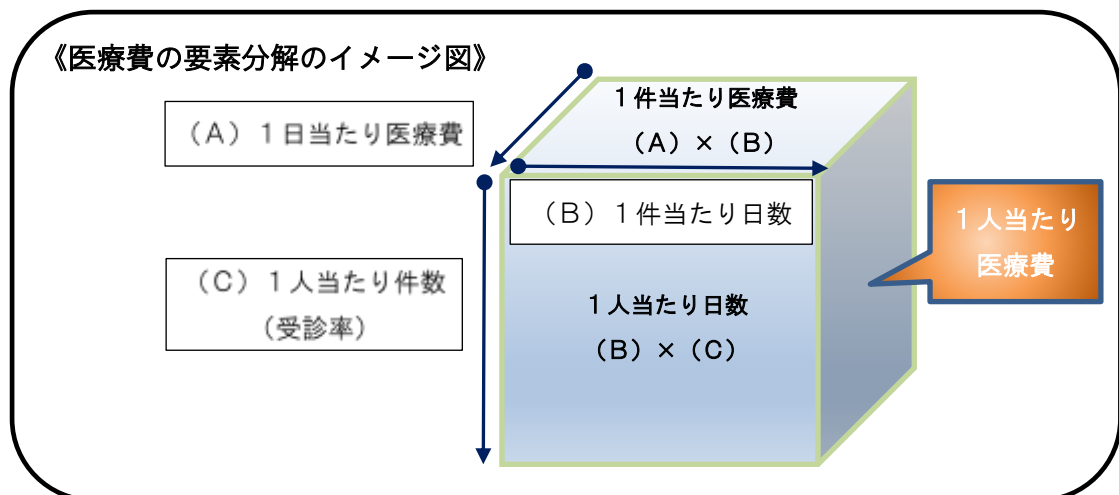 《医療費の要素分解のイメージ図》
(A)1日当たり医療費
1件当たり医療費
(A)×(B)
(B)1件当たり日数
(C)1人当たり件数
(受診率)
1人当たり日数
(B)×(C)
1人当たり
医療費